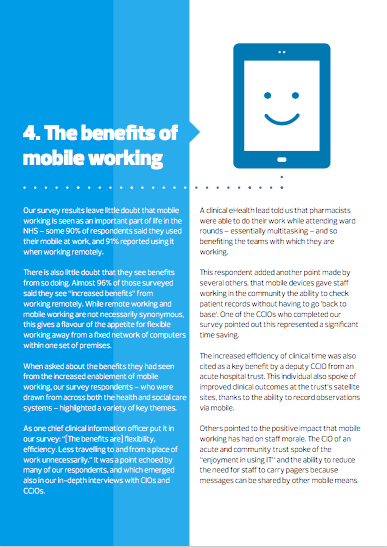 4. The benefits of
mobile working
Our survey results leave little doubt that mobile
working is seen as an important part of life in the
NHS – some 90% of respondents said they used
their mobile at work, and 91% reported using it
when working remotely.
There is also little doubt that they see benefits
from so doing. Almost 96% of those surveyed
said they see “increased benefits” from
working remotely. While remote working and
mobile working are not necessarily synonymous,
this gives a flavour of the appetite for flexible
working away from a fixed network of computers
within one set of premises.
When asked about the benefits they had seen
from the increased enablement of mobile
working, our survey respondents – who were
drawn from across both the health and social care
systems – highlighted a variety of key themes.
As one chief clinical information officer put it in
our survey: “[The benefits are] flexibility,
efficiency. Less travelling to and from a place of
work unnecessarily.” It was a point echoed by
many of our respondents, and which emerged
also in our in-depth interviews with CIOs and
CCIOs.
A clinical eHealth lead told us that pharmacists
were able to do their work while attending ward
rounds – essentially multitasking – and so
benefiting the teams with which they are
working.
This respondent added another point made by
several others, that mobile devices gave staff
working in the community the ability to check
patient records without having to go ‘back to
base’. One of the CCIOs who completed our
survey pointed out this represented a significant
time saving.
The increased efficiency of clinical time was also
cited as a key benefit by a deputy CCIO from an
acute hospital trust. This individual also spoke of
improved clinical outcomes at the trust’s satellite
sites, thanks to the ability to record observations
via mobile.
Others pointed to the positive impact that mobile
working has had on staff morale. The CIO of an
acute and community trust spoke of the
“enjoyment in using IT” and the ability to reduce
the need for staff to carry pagers because
messages can be shared by other mobile means.